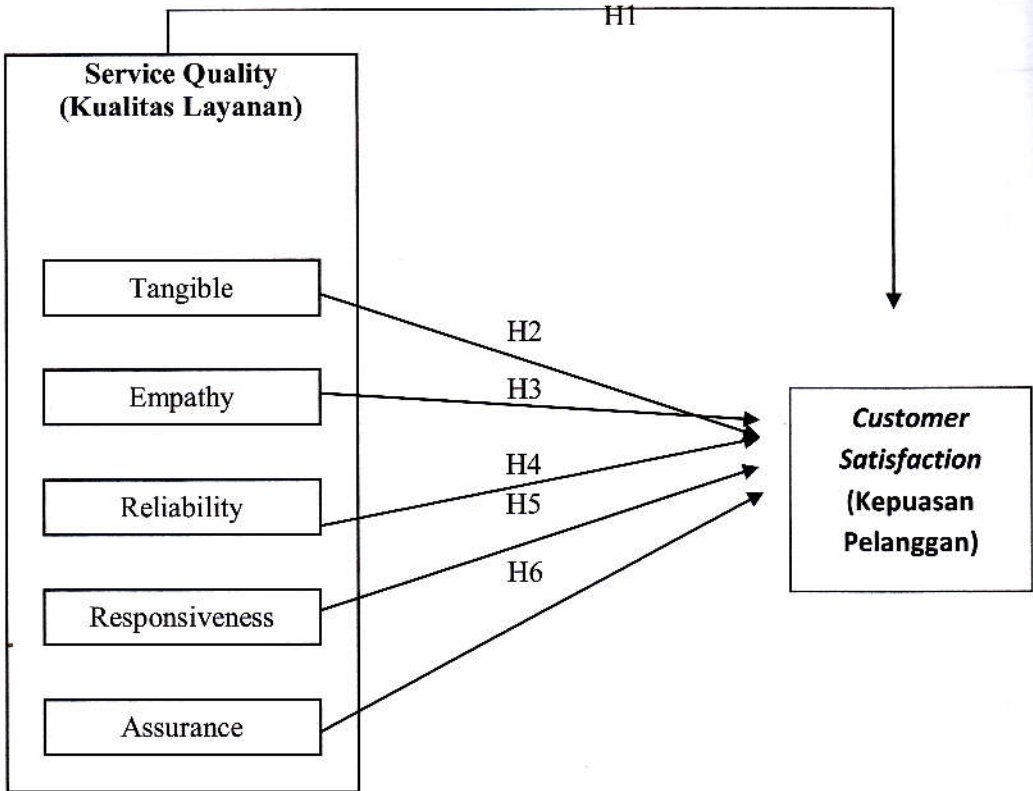 H1
Service Quality
(Kualitas Layanan)
Tangible
H2
Empathy
H3
Reliability
H4
H5
Responsiveness
H6
Assurance
Customer
Satisfaction
(Kepuasan
Pelanggan)